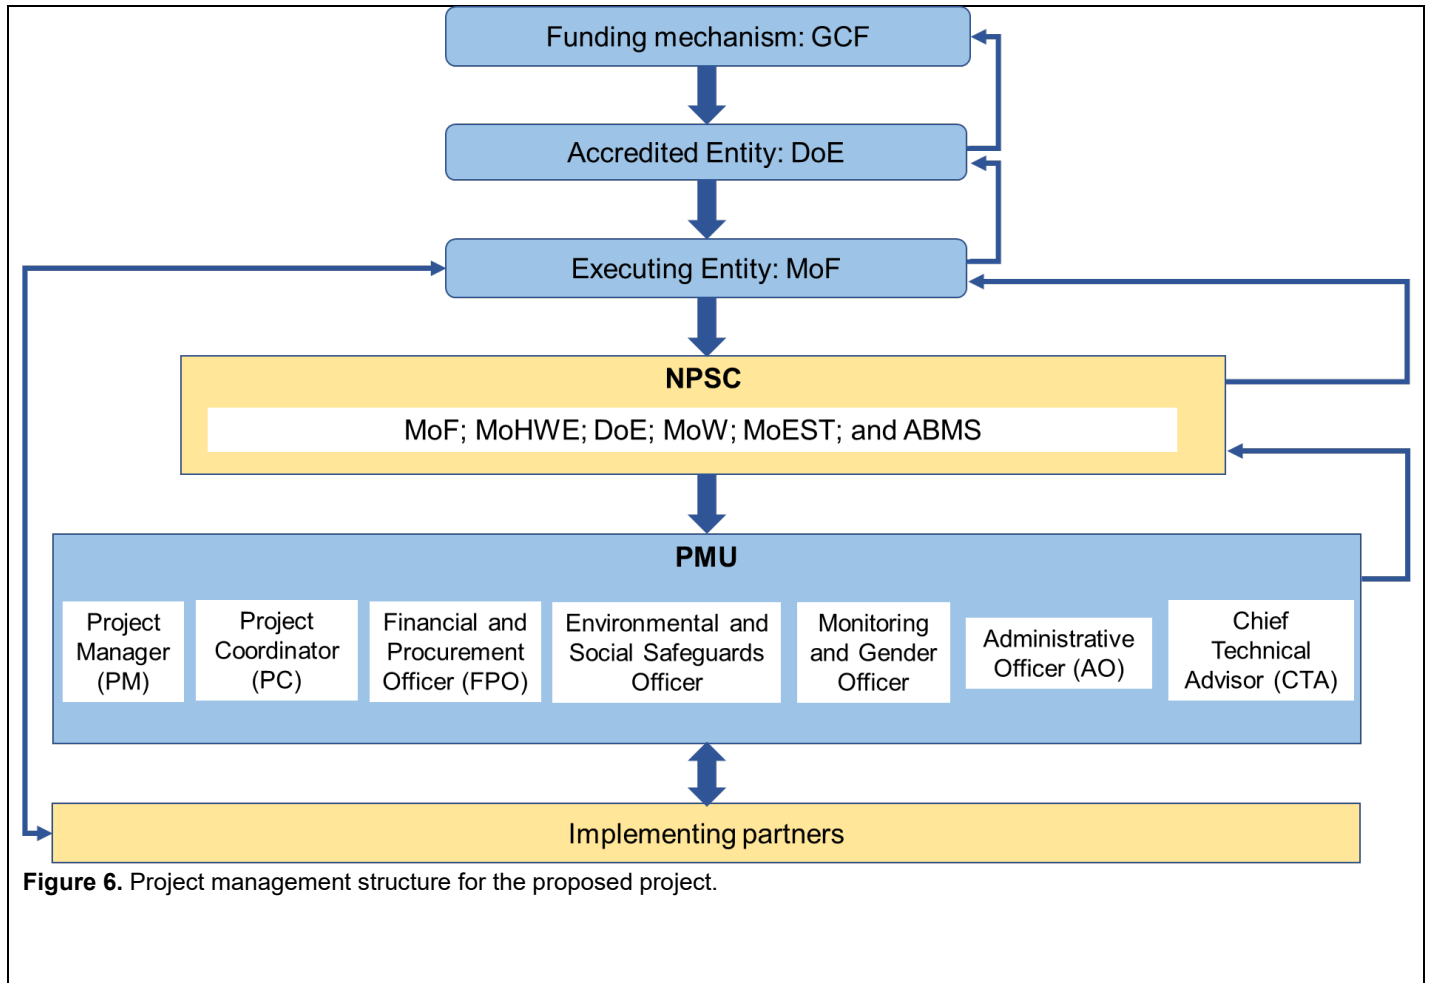 Funding mechanism: GCF
Accredited Entity: DoE
Executing Entity: MoF
NPSC
MoF; MoHWE; DoE; MoW; MoEST; and ABMS
PMU
Project
Manager
(PM)
Project
Coordinator
(PC)
Financial and
Procurement
Officer (FPO)
Environmental and
Social Safeguards
Officer
Monitoring
and Gender
Officer
Administrative
Officer (AO)
Chief
Technical
Advisor (CTA)
Implementing partners
Figure 6. Project management structure for the proposed project.